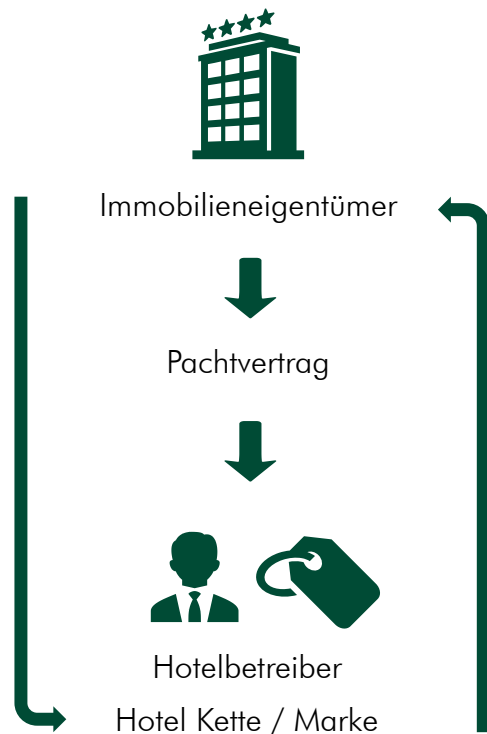 Immobilieneigentümer
Pachtvertrag
Hotelbetreiber
Hotel Kette / Marke